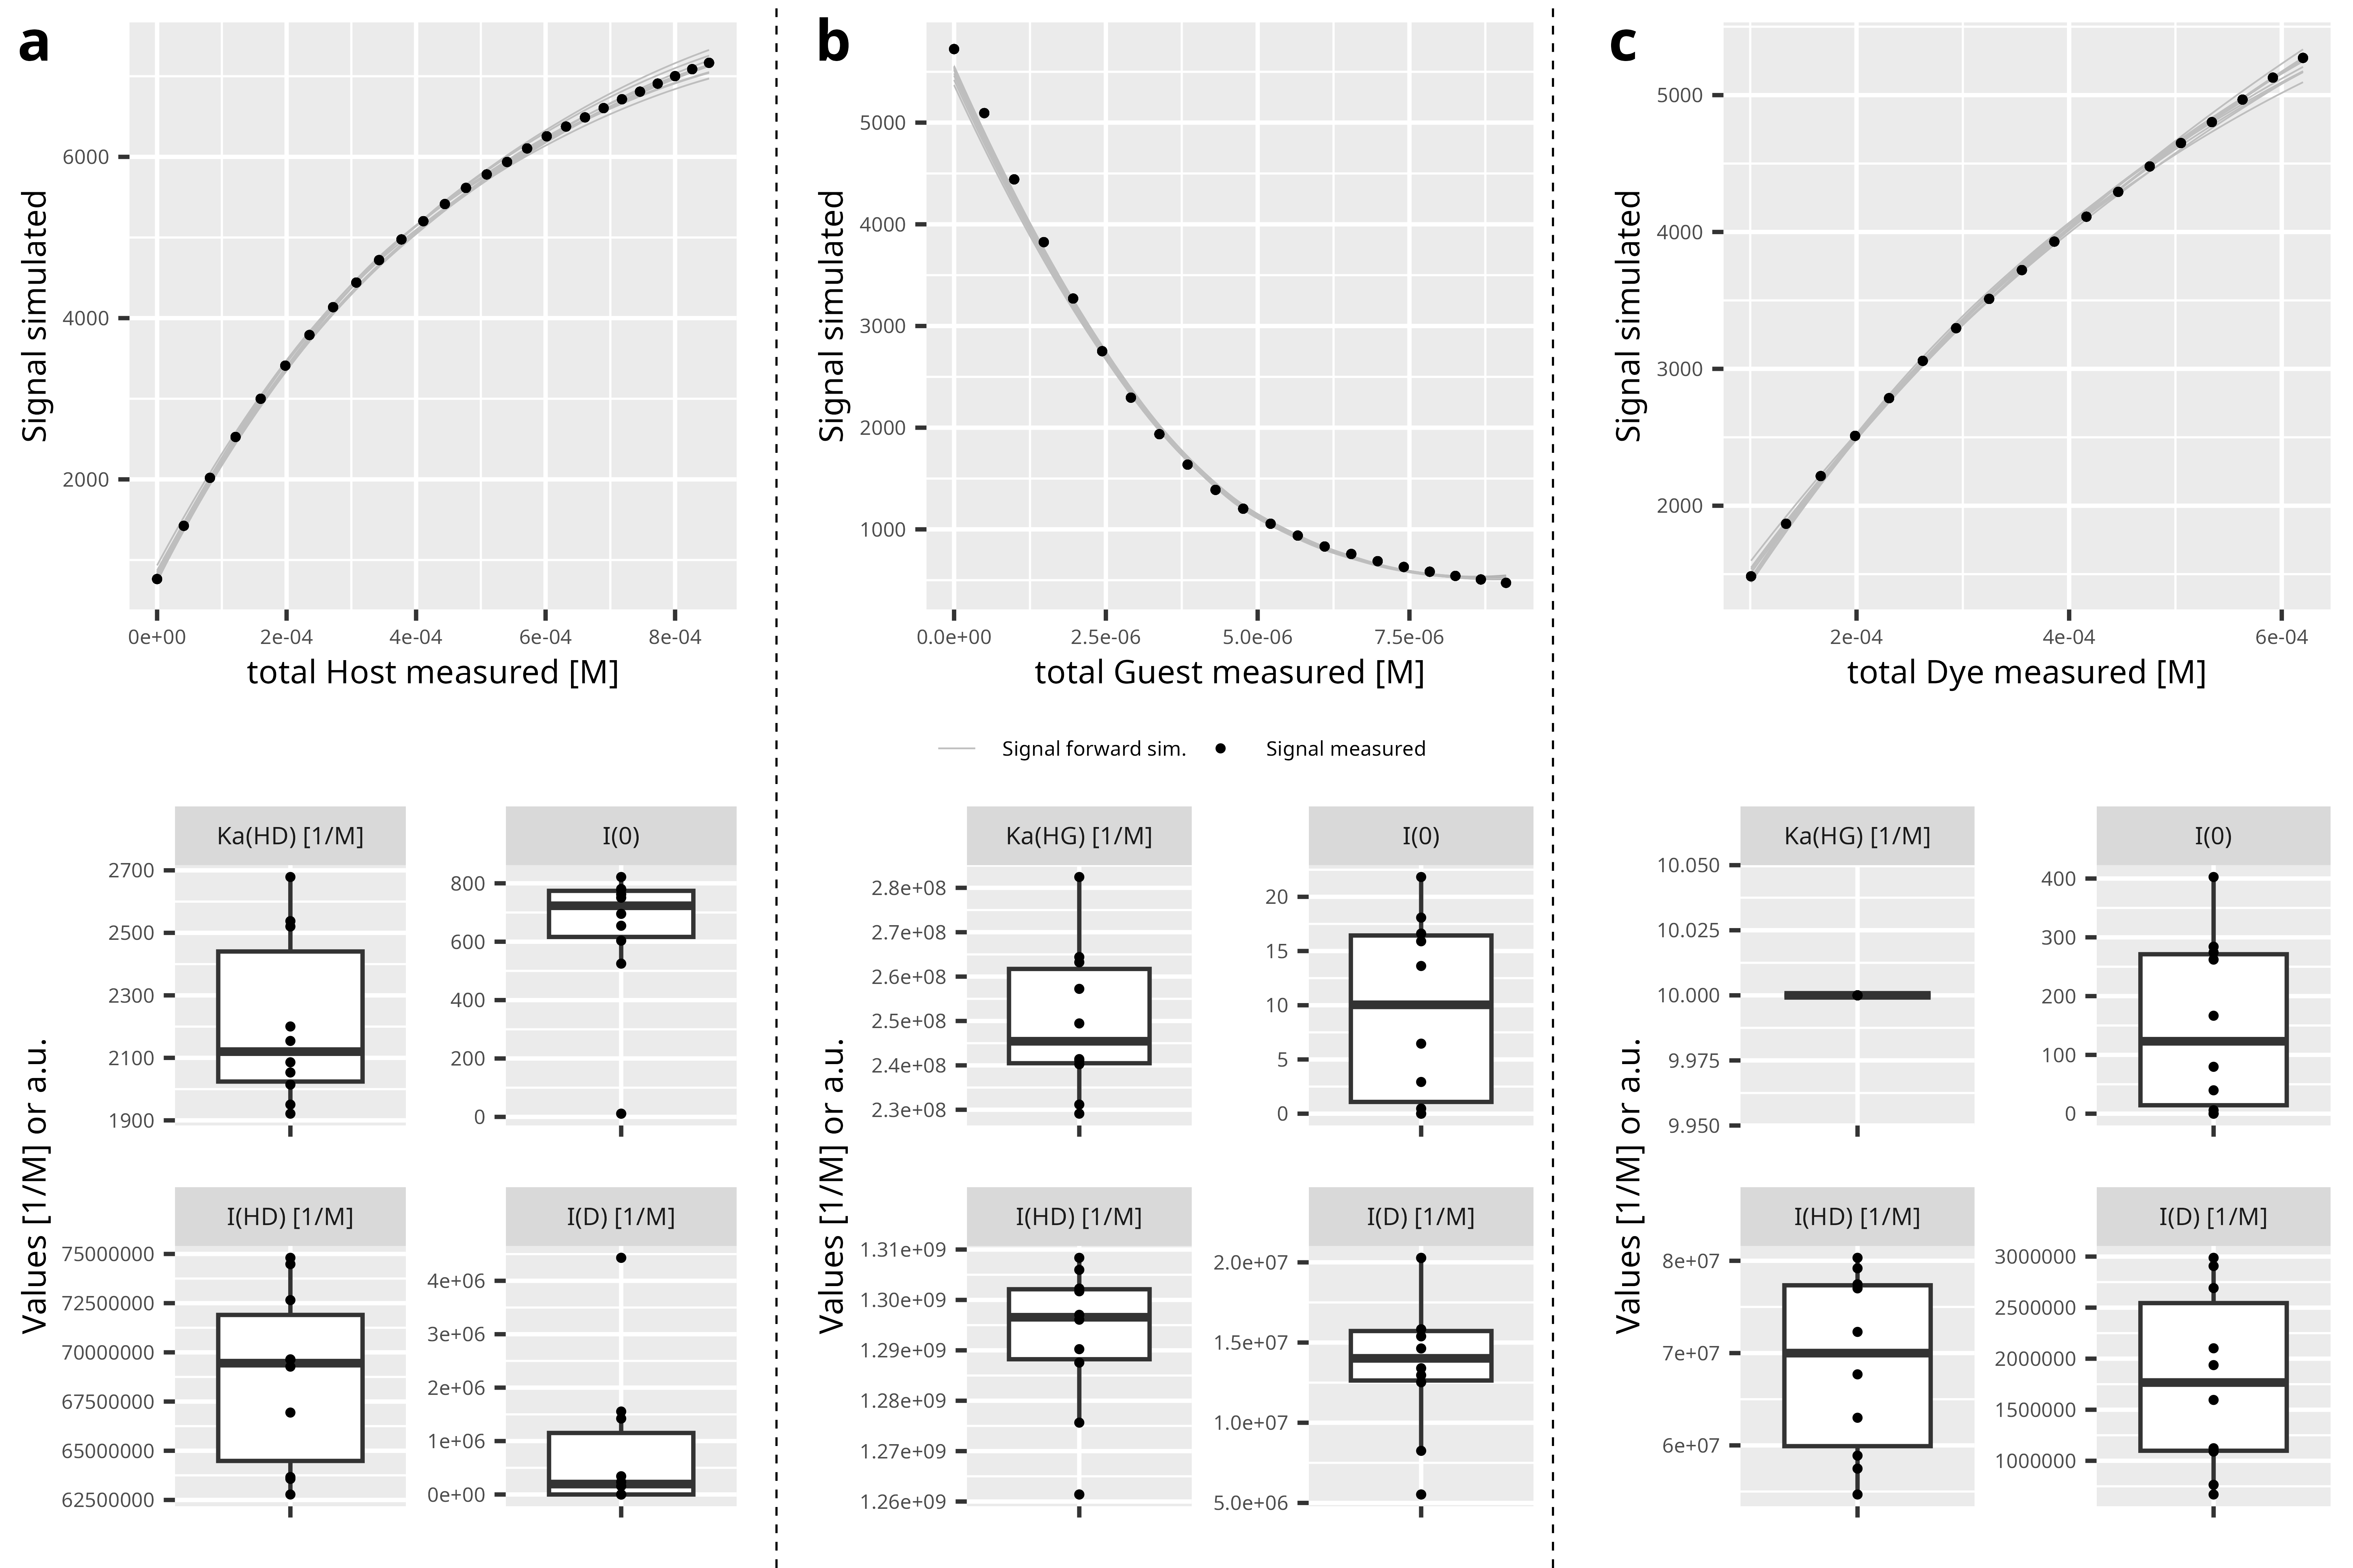 a
Signal simulated
6000
4000
2000
0e+00 2e-04 4e-04 6e-04 8e-04
total Host measured [M]
b
Signal simulated
5000
4000
3000
2000
1000
0.0e+00 2.5e-06 5.0e-06 7.5e-06
total Guest measured [M]
c
Signal simulated
5000
4000
3000
2000
2e-04 4e-04 6e-04
total Dye measured [M]
Signal forward sim. Signal measured
Values [1/M] or a.u.
Ka(HD) [1/M]
2700
2500
2300
2100
1900
I(0)
800
600
400
200
0
I(HD) [1/M]
75000000
72500000
70000000
67500000
65000000
62500000
I(D) [1/M]
4e+06
3e+06
2e+06
1e+06
0e+00
Values [1/M] or a.u.
Ka(HG) [1/M]
2.8e+08
2.7e+08
2.6e+08
2.5e+08
2.4e+08
2.3e+08
I(0)
20
15
10
5
0
I(HD) [1/M]
1.31e+09
1.30e+09
1.29e+09
1.28e+09
1.27e+09
1.26e+09
I(D) [1/M]
2.0e+07
1.5e+07
1.0e+07
5.0e+06
Values [1/M] or a.u.
Ka(HG) [1/M]
10.050
10.025
10.000
9.975
9.950
I(0)
400
300
200
100
0
I(HD) [1/M]
8e+07
7e+07
6e+07
I(D) [1/M]
3000000
2500000
2000000
1500000
1000000